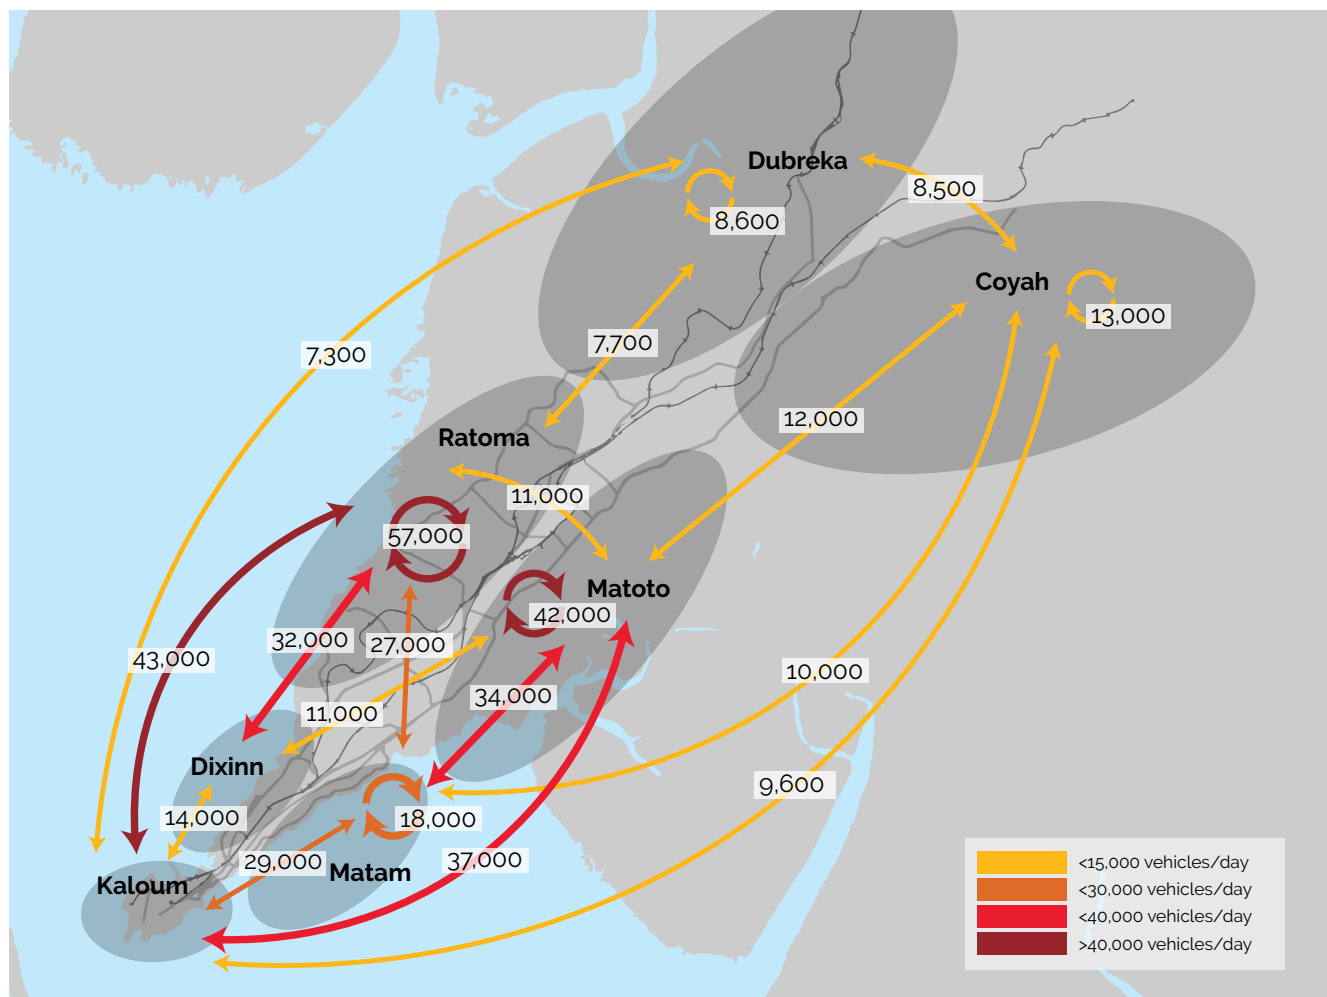 Dubreka
8,500
8,600
Coyah
13,000
7,300
7,700
12,000
Ratoma
11,000
57,000
Matoto
42,000
32,000
27,000
43,000
10,000
34,000
11,000
Dixinn
9,600
14,000
18,000
29,000
37,000
Matam
Kaloum
<15,000 vehicles/day
<30,000 vehicles/day
<40,000 vehicles/day
>40,000 vehicles/day